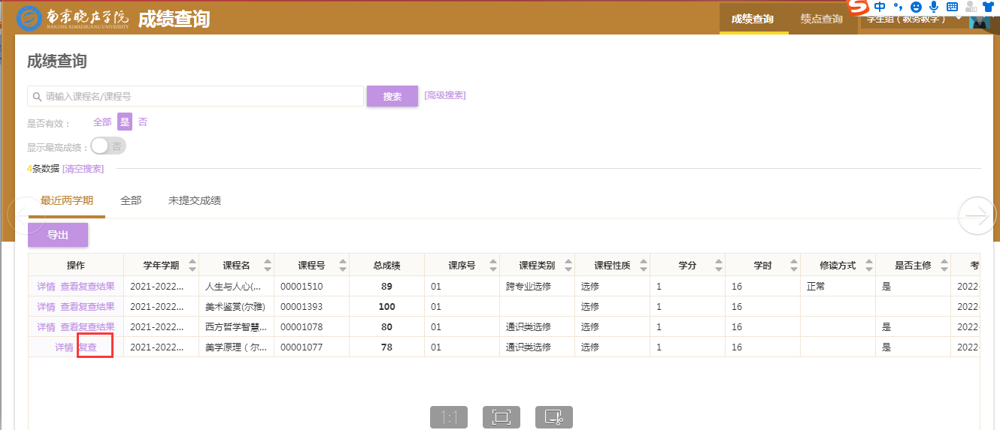 南京晓庄学院 成绩查询 成绩查询 绩点查询 学生组（教务教学） 中
NANJING XIAOZHUANG UNIVERSITY
成绩查询
请输入课程名/课程号 搜索 [高级搜索]
是否有效： 全部 是 否
显示最高成绩： 否
4条数据 [清空搜索]
最近两学期 全部 未提交成绩
导出
操作 学年学期 课程名 课程号 总成绩 课序号 课程类别 课程性质 学分 学时 修读方式 是否主修 考
详情 查看复查结果 2021-2022... 人生与人心(... 00001510 89 01 跨专业选修 选修 1 16 正常 是 2022-
详情 查看复查结果 2021-2022... 美术鉴赏(尔雅) 00001393 100 01 选修 1 16 2022-
详情 查看复查结果 2021-2022... 西方哲学智慧... 00001078 80 01 通识类选修 选修 1 16 是 2022-
详情 复查 2021-2022... 美学原理（尔... 00001077 78 01 通识类选修 选修 1 16 是 2022-
1:1